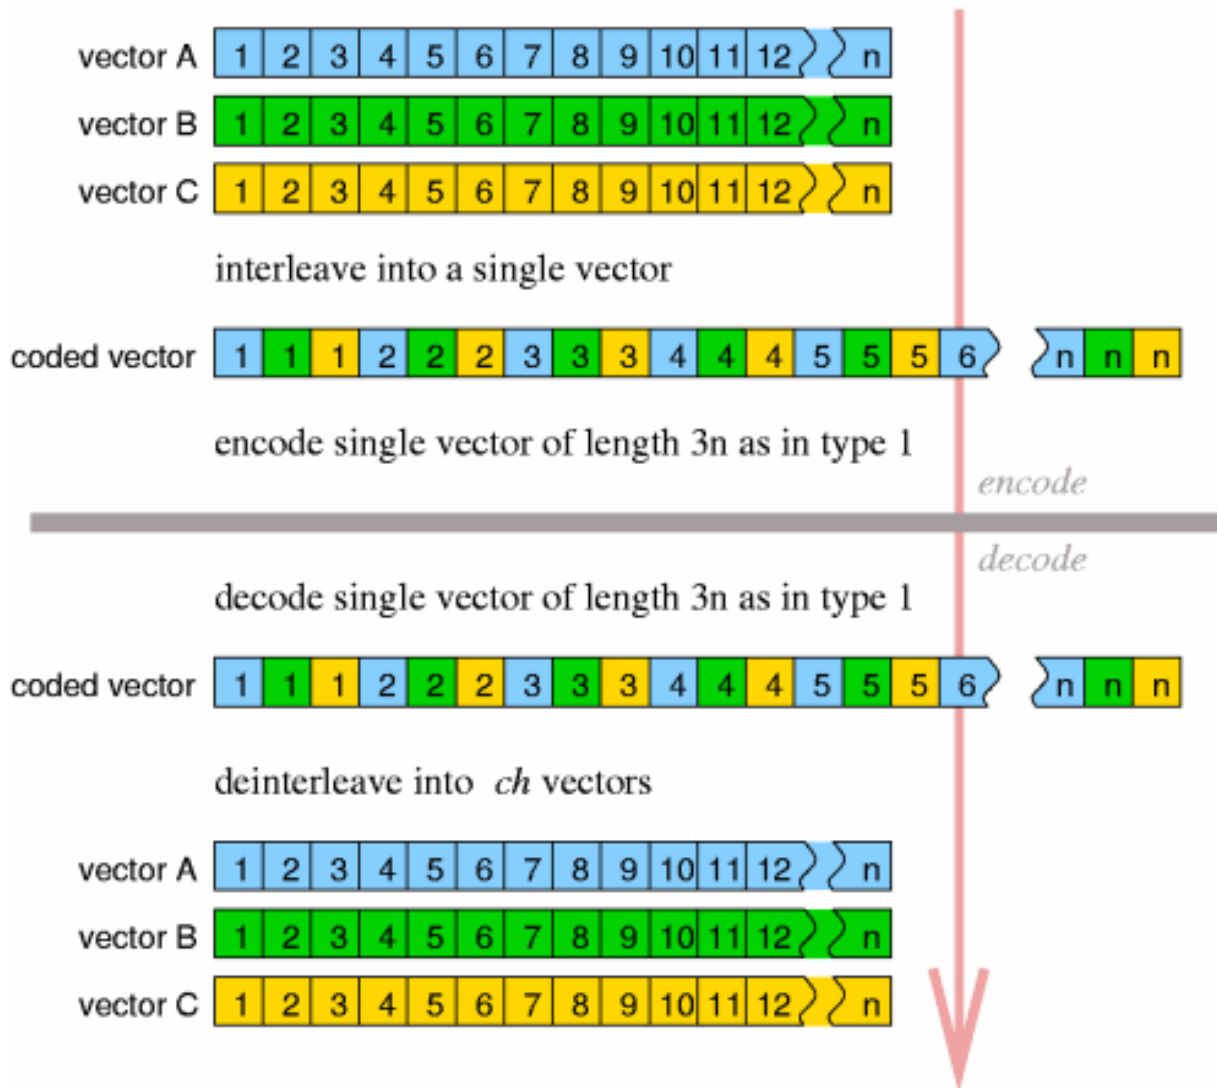 vector A 1 2 3 4 5 6 7 8 9 10 11 12 n
vector B 1 2 3 4 5 6 7 8 9 10 11 12 n
vector C 1 2 3 4 5 6 7 8 9 10 11 12 n
interleave into a single vector
coded vector 1 1 1 2 2 2 3 3 3 4 4 4 5 5 5 6 n n n
encode single vector of length 3n as in type 1
encode
decode
decode single vector of length 3n as in type 1
coded vector 1 1 1 2 2 2 3 3 3 4 4 4 5 5 5 6 n n n
deinterleave into ch vectors
vector A 1 2 3 4 5 6 7 8 9 10 11 12 n
vector B 1 2 3 4 5 6 7 8 9 10 11 12 n
vector C 1 2 3 4 5 6 7 8 9 10 11 12 n